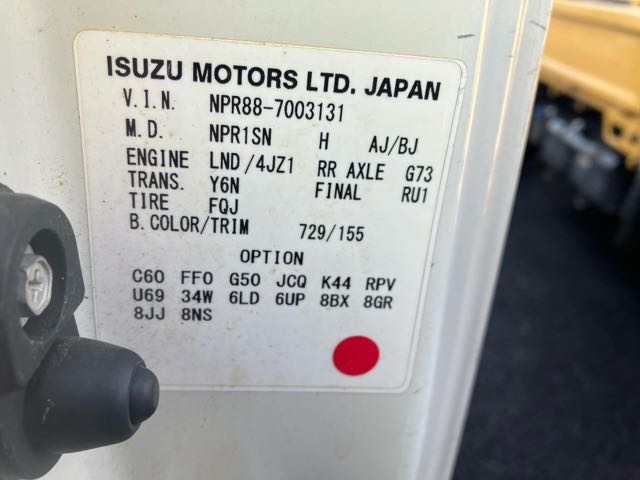 ISUZU MOTORS LTD. JAPAN
V.I.N. NPR88-7003131
M.D. NPR1SN H AJ/BJ
ENGINE LND/4JZ1 RR AXLE G73
TRANS. Y6N FINAL RU1
TIRE FQJ
B.COLOR/TRIM 729/155
OPTION
C60 FF0 G50 JCQ K44 RPV
U69 34W 6LD 6UP 8BX 8GR
8JJ 8NS